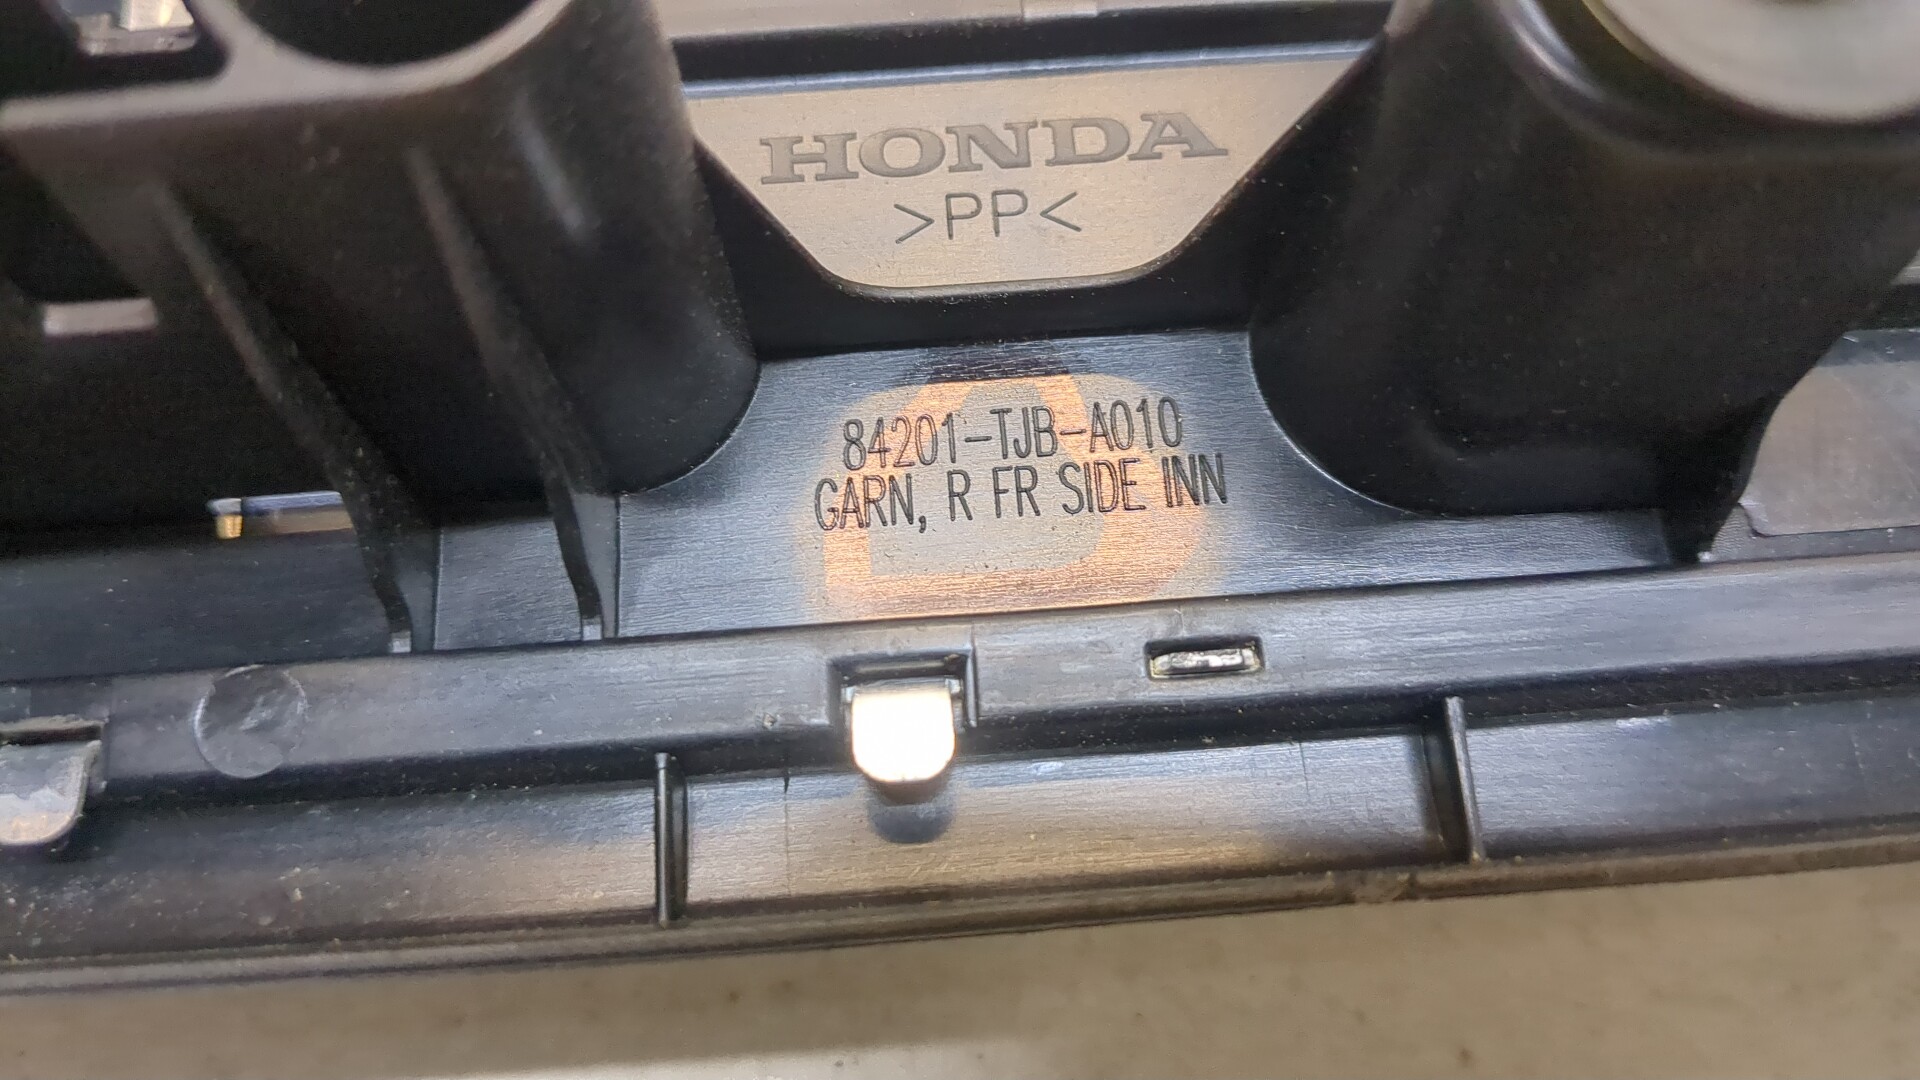 HONDA
>PP<
84201-TJB-A010
GARN, R FR SIDE INN